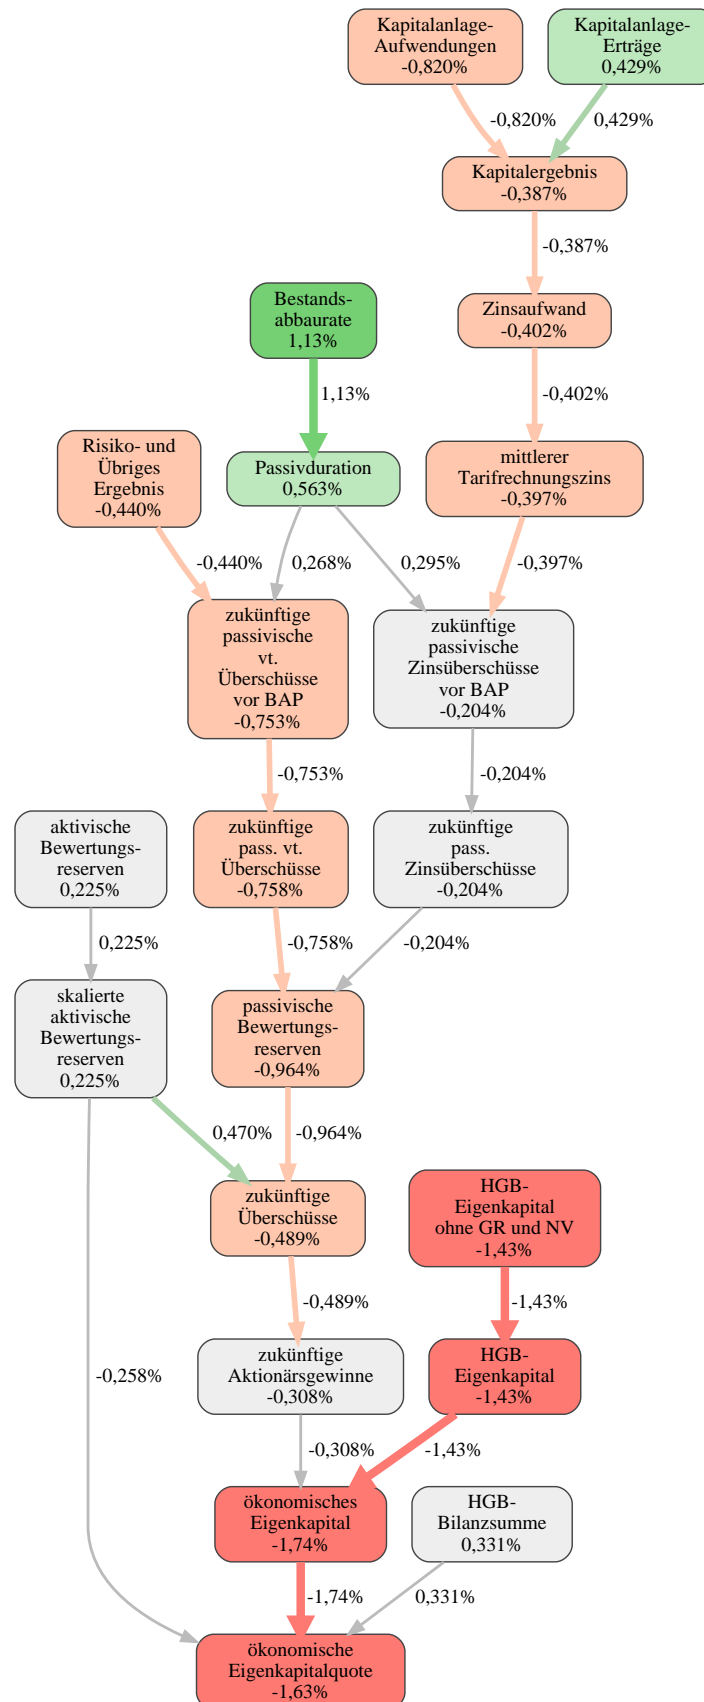 Kapitalanlage-
Aufwendungen
-0,820%
Kapitalanlage-
Erträge
0,429%
-0,820%
0,429%
Kapitalergebnis
-0,387%
-0,387%
Bestands-
abbaurate
1,13%
Zinsaufwand
-0,402%
1,13%
-0,402%
Risiko- und
Übriges
Ergebnis
-0,440%
Passivduration
0,563%
mittlerer
Tarifrechnungszins
-0,397%
-0,440%
0,268%
0,295%
-0,397%
zukünftige
passivische
vt.
Überschüsse
vor BAP
-0,753%
zukünftige
passivische
Zinsüberschüsse
vor BAP
-0,204%
-0,753%
-0,204%
aktivische
Bewertungs-
reserven
0,225%
zukünftige
pass. vt.
Überschüsse
-0,758%
zukünftige
pass.
Zinsüberschüsse
-0,204%
0,225%
-0,758%
-0,204%
skalierte
aktivische
Bewertungs-
reserven
0,225%
passivische
Bewertungs-
reserven
-0,964%
0,470%
-0,964%
zukünftige
Überschüsse
-0,489%
HGB-
Eigenkapital
ohne GR und NV
-1,43%
-0,489%
-1,43%
-0,258%
zukünftige
Aktionärsgewinne
-0,308%
HGB-
Eigenkapital
-1,43%
-0,308%
-1,43%
ökonomisches
Eigenkapital
-1,74%
HGB-
Bilanzsumme
0,331%
-1,74%
0,331%
ökonomische
Eigenkapitalquote
-1,63%